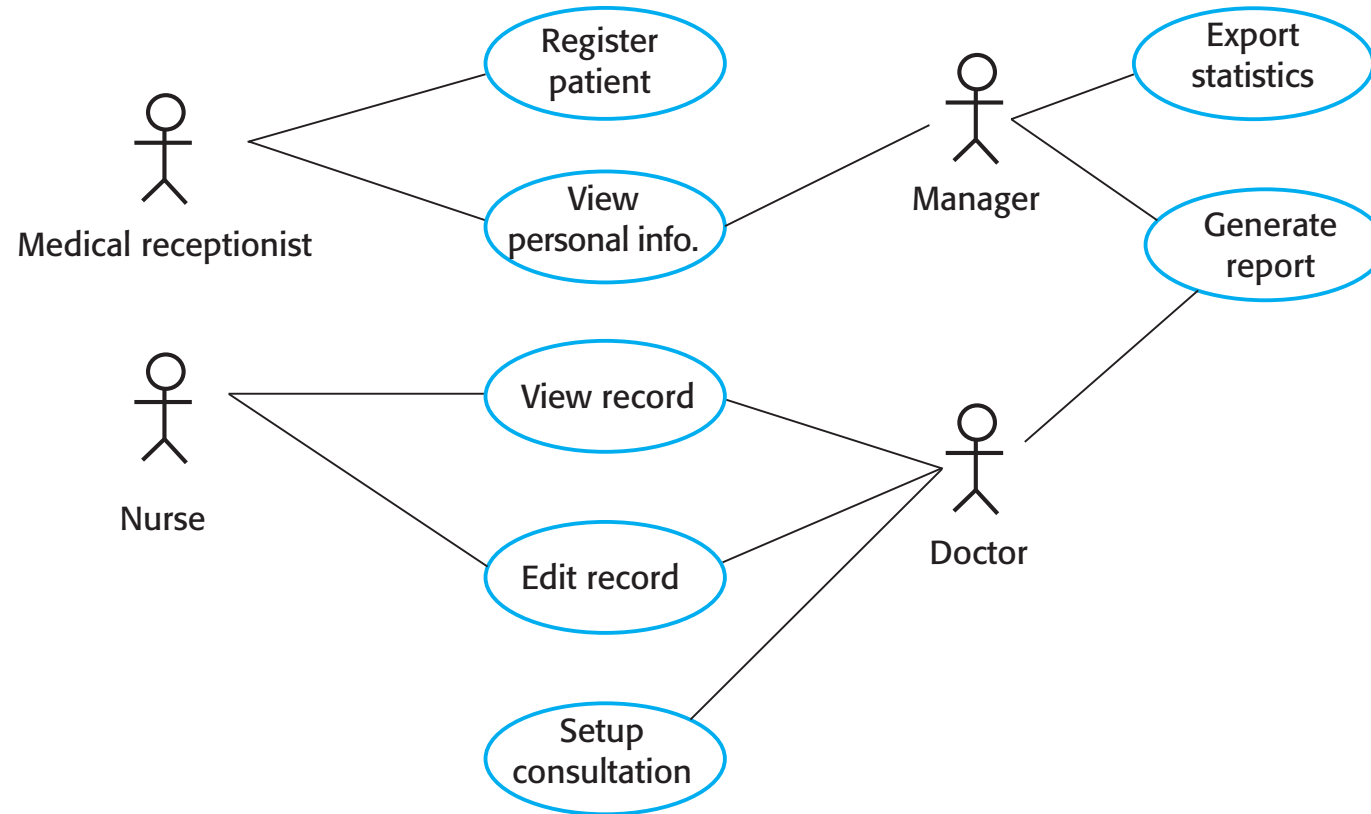 Register
patient
Export
statistics
Medical receptionist
View
personal info.
Manager
Generate
report
Nurse
View record
Edit record
Doctor
Setup
consultation